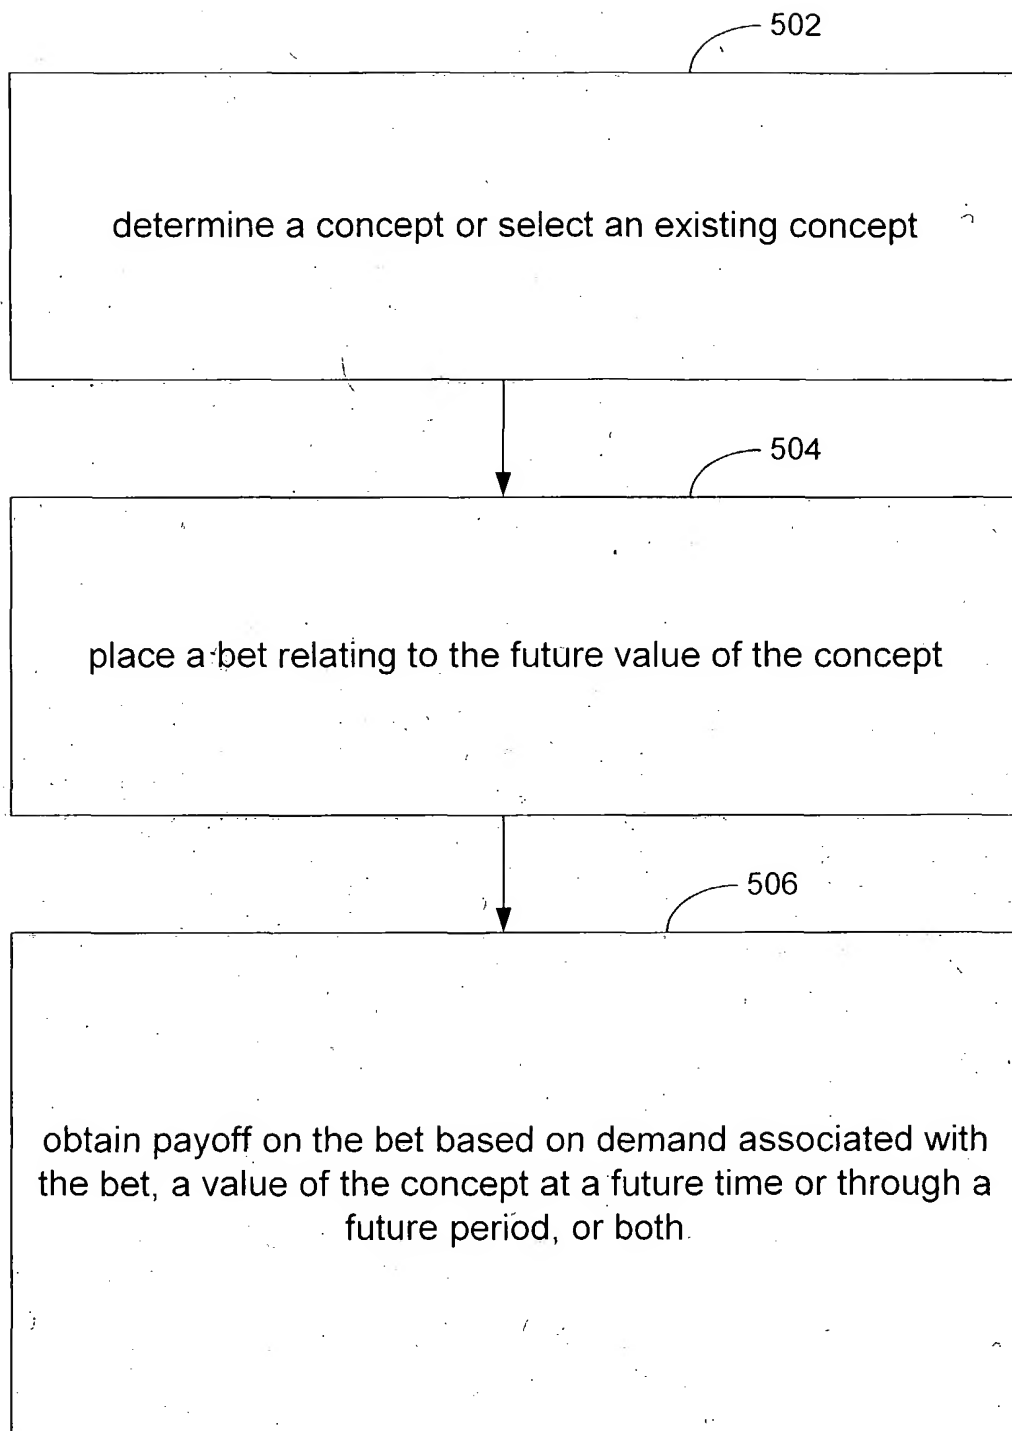 502
determine a concept or select an existing concept
504
place a bet relating to the future value of the concept
506
obtain payoff on the bet based on demand associated with
the bet, a value of the concept at a future time or through a
future period, or both.